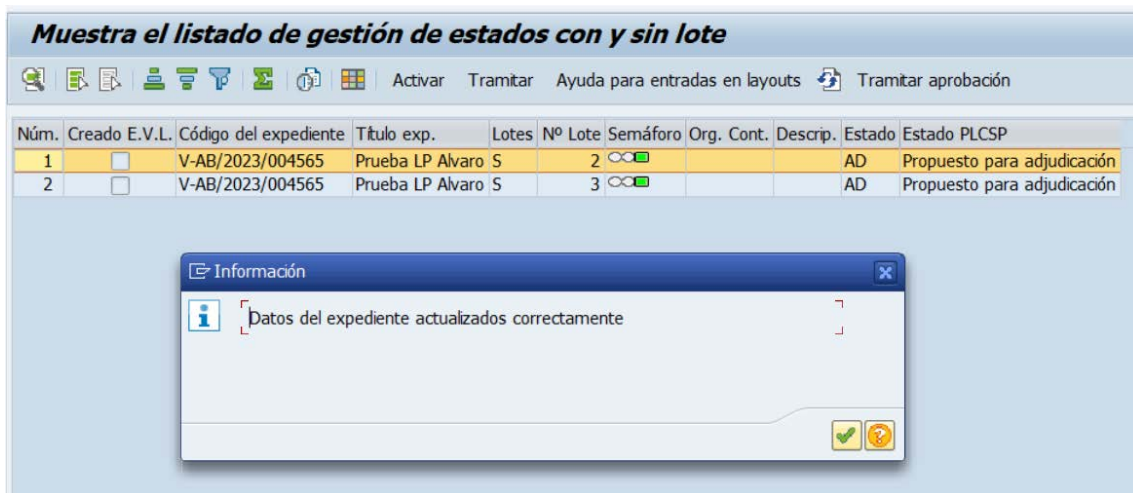 Muestra el listado de gestión de estados con y sin lote
Activar Tramitar Ayuda para entradas en layouts Tramitar aprobación
Núm. Creado E.V.L. Código del expediente Título exp. Lotes Nº Lote Semáforo Org. Cont. Descrip. Estado Estado PLCSP
1 V-AB/2023/004565 Prueba LP Alvaro S 2 AD Propuesto para adjudicación
2 V-AB/2023/004565 Prueba LP Alvaro S 3 AD Propuesto para adjudicación
Información
Datos del expediente actualizados correctamente